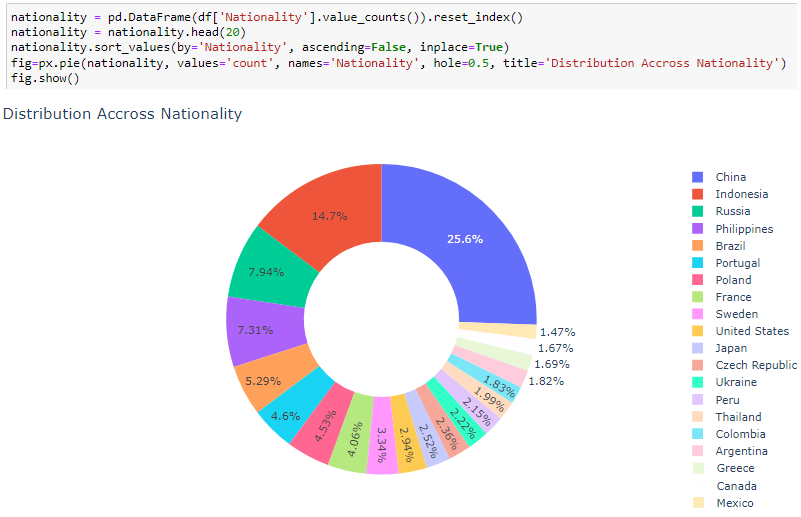 nationality = pd.DataFrame(df['Nationality'].value_counts()).reset_index()
nationality = nationality.head(20)
nationality.sort_values(by='Nationality', ascending=False, inplace=True)
fig=px.pie(nationality, values='count', names='Nationality', hole=0.5, title='Distribution Accross Nationality')
fig.show()
Distribution Accross Nationality
25.6%
14.7%
7.94%
7.31%
5.29%
4.6%
4.53%
4.06%
3.34%
2.94%
2.52%
2.36%
2.22%
2.15%
1.99%
1.83%
1.82%
1.69%
1.67%
1.47%
China
Indonesia
Russia
Philippines
Brazil
Portugal
Poland
France
Sweden
United States
Japan
Czech Republic
Ukraine
Peru
Thailand
Colombia
Argentina
Greece
Canada
Mexico